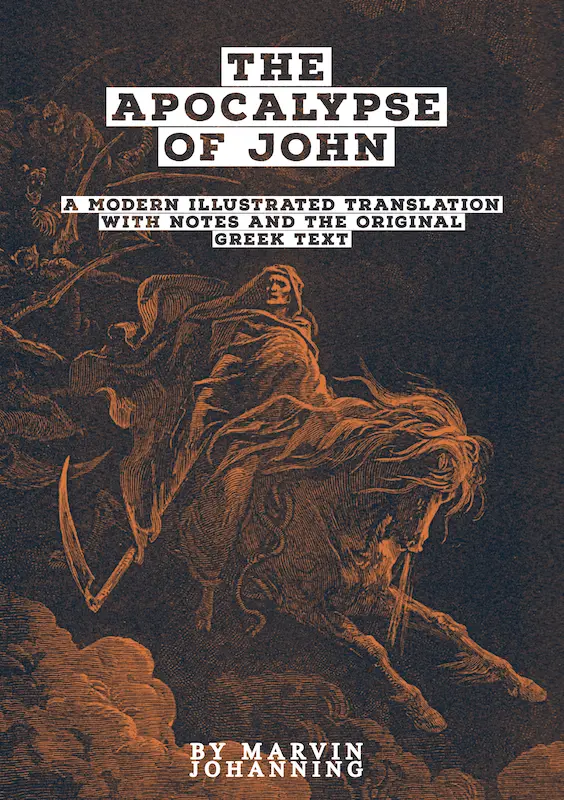 THE
APOCALYPSE
OF JOHN
A MODERN ILLUSTRATED TRANSLATION
WITH NOTES AND THE ORIGINAL
GREEK TEXT
BY MARVIN
JOHANNING